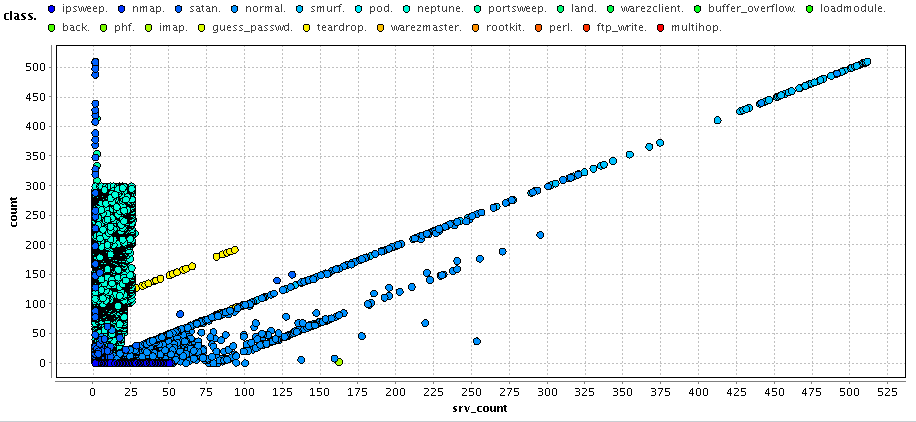 class.
ipsweep. nmap. satan. normal. smurf. pod. neptune. portsweep. land. warezclient. buffer_overflow. loadmodule.
back. phf. imap. guess_passwd. teardrop. warezmaster. rootkit. perl. ftp_write. multihop.
count
500
450
400
350
300
250
200
150
100
50
0
0 25 50 75 100 125 150 175 200 225 250 275 300 325 350 375 400 425 450 475 500 525
srv_count